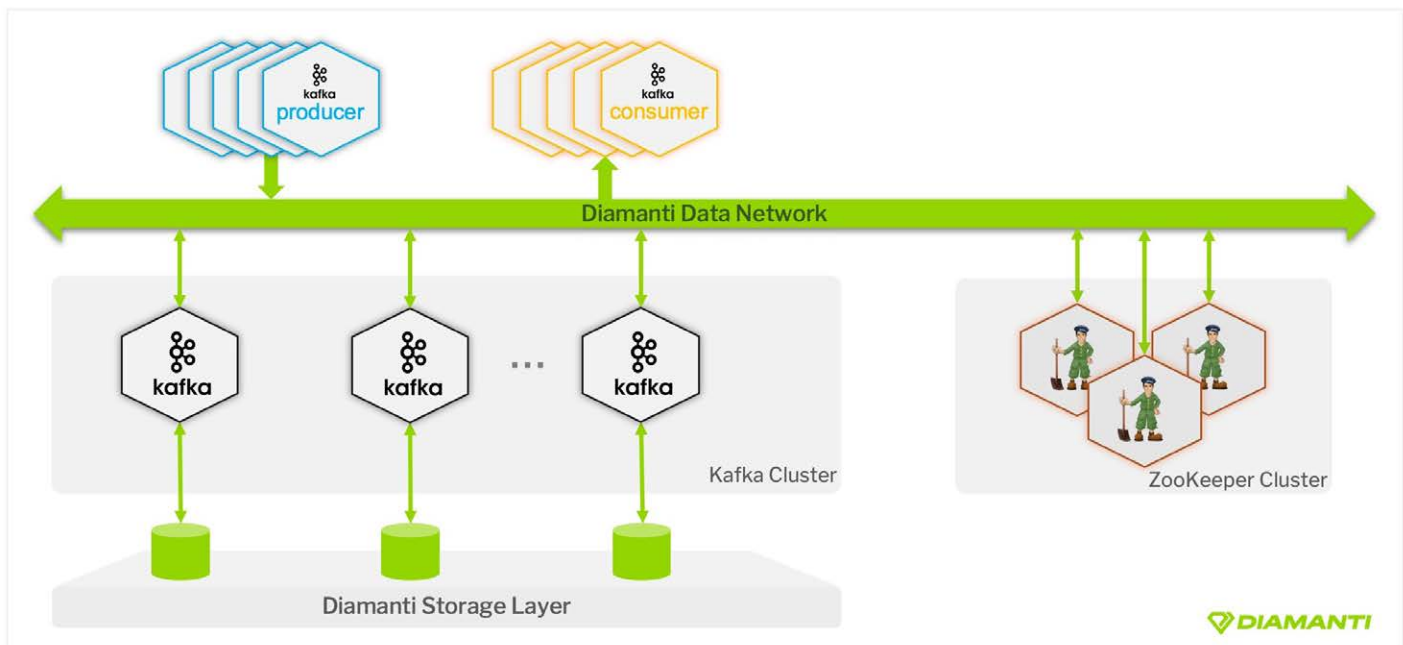 kafka
producer
kafka
consumer
Diamanti Data Network
kafka
kafka
...
kafka
Kafka Cluster
ZooKeeper Cluster
Diamanti Storage Layer
DIAMANTI